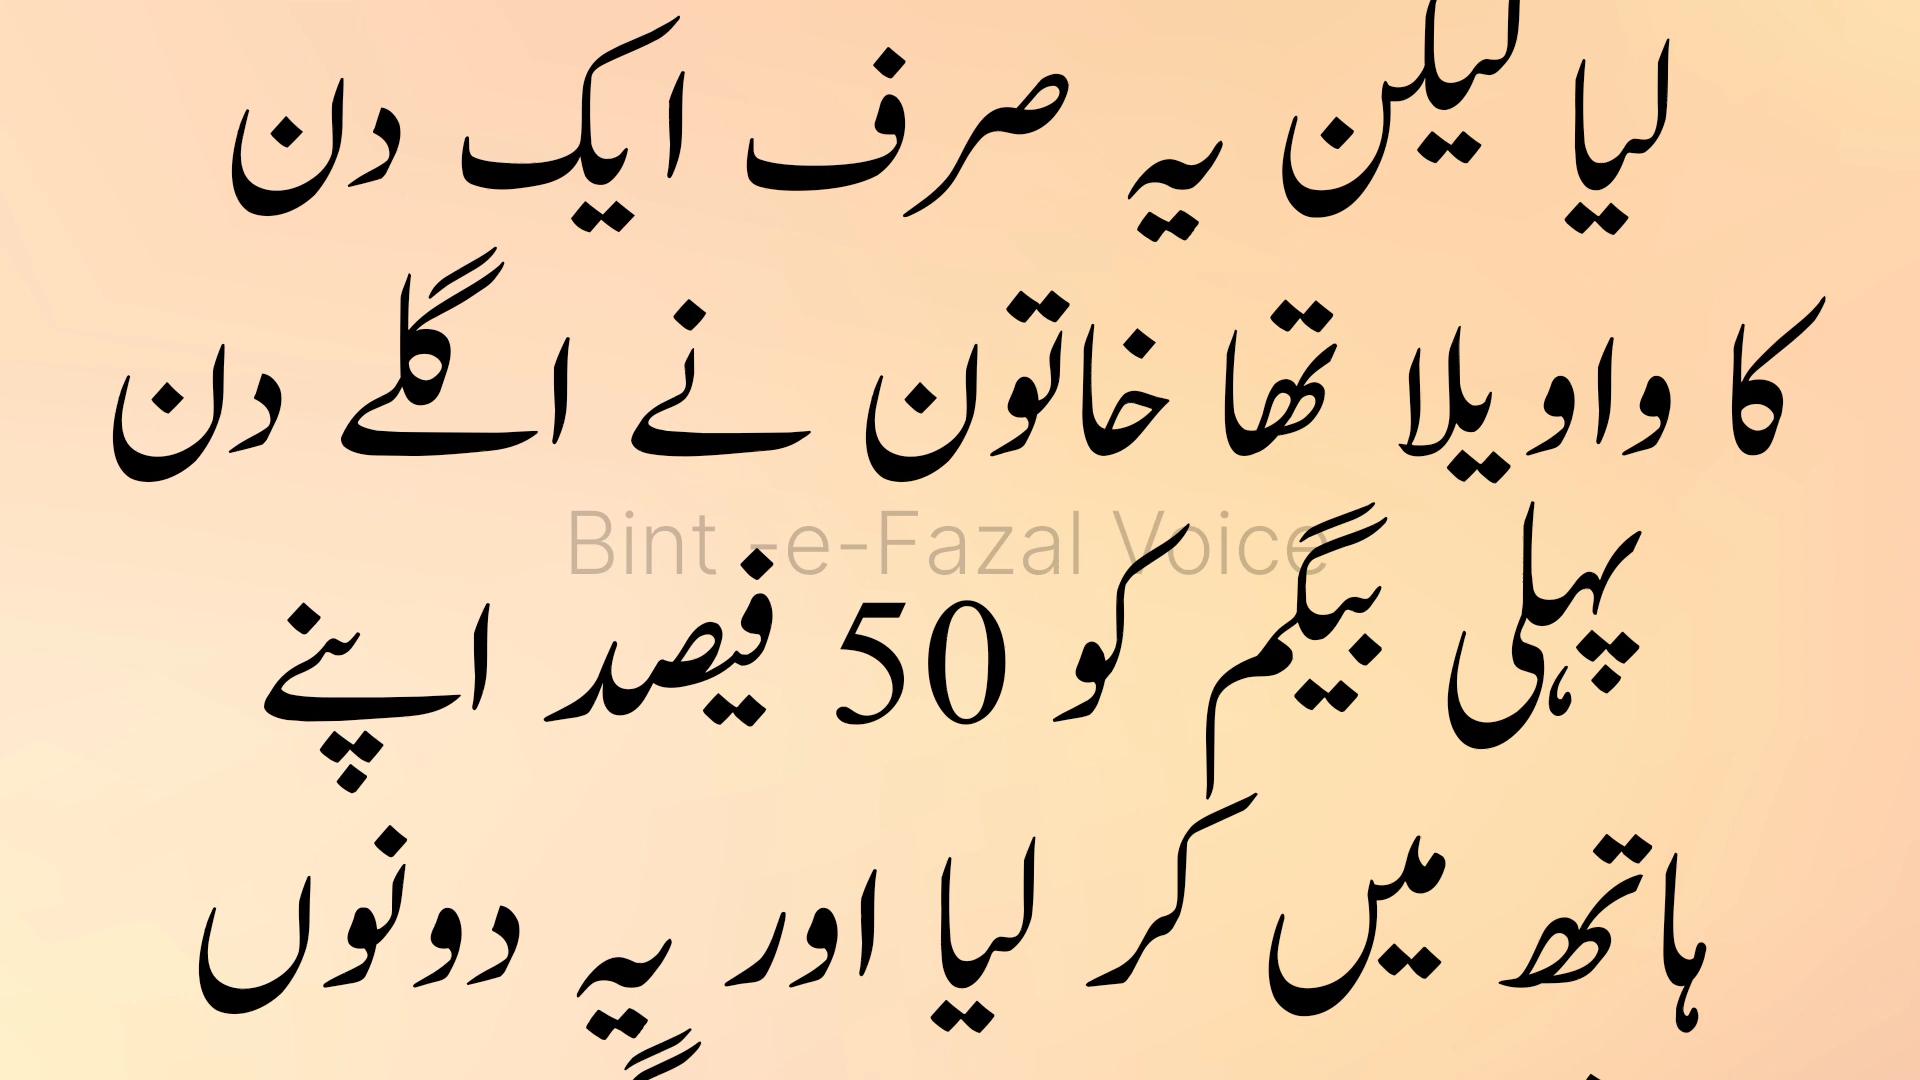 لیا لیکن یہ صرف ایک دن
کا واویلا تھا خاتون نے اگلے دن
Bint -e-Fazal Voice
پہلی بیگم کو 50 فیصد اپنے
ہاتھ میں کر لیا اور یہ دونوں